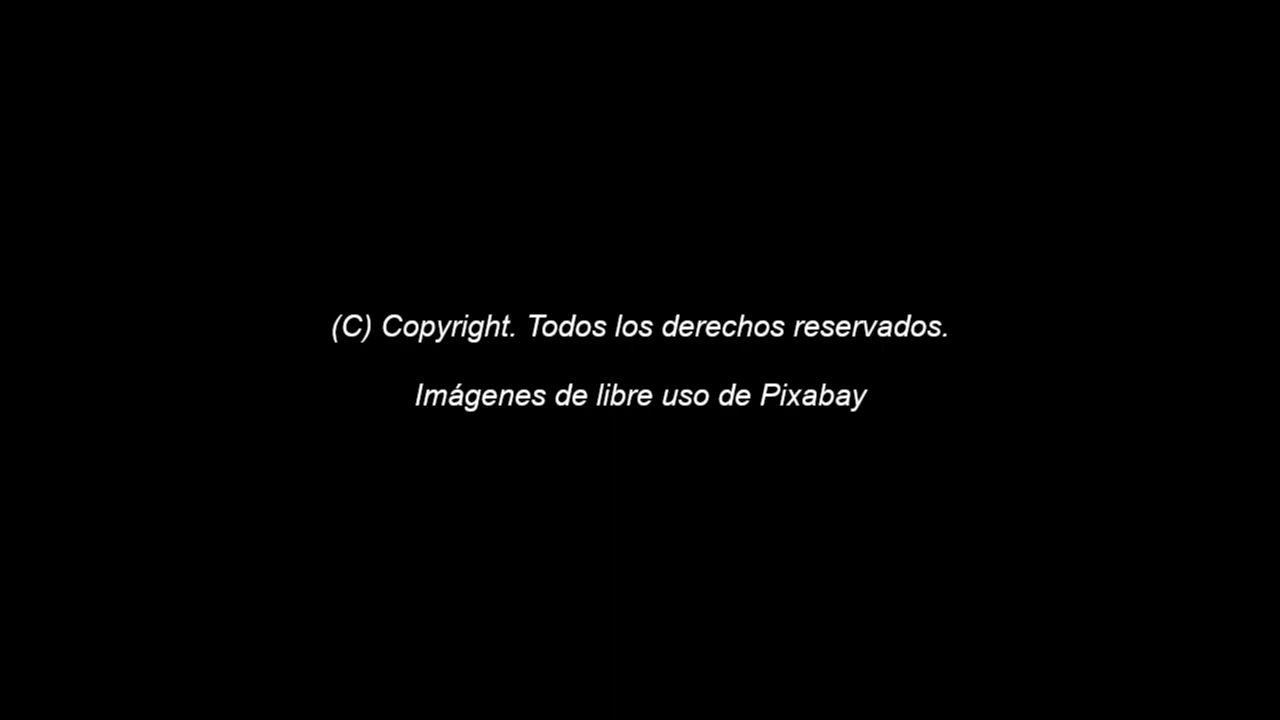 (C) Copyright. Todos los derechos reservados.
Imágenes de libre uso de Pixabay